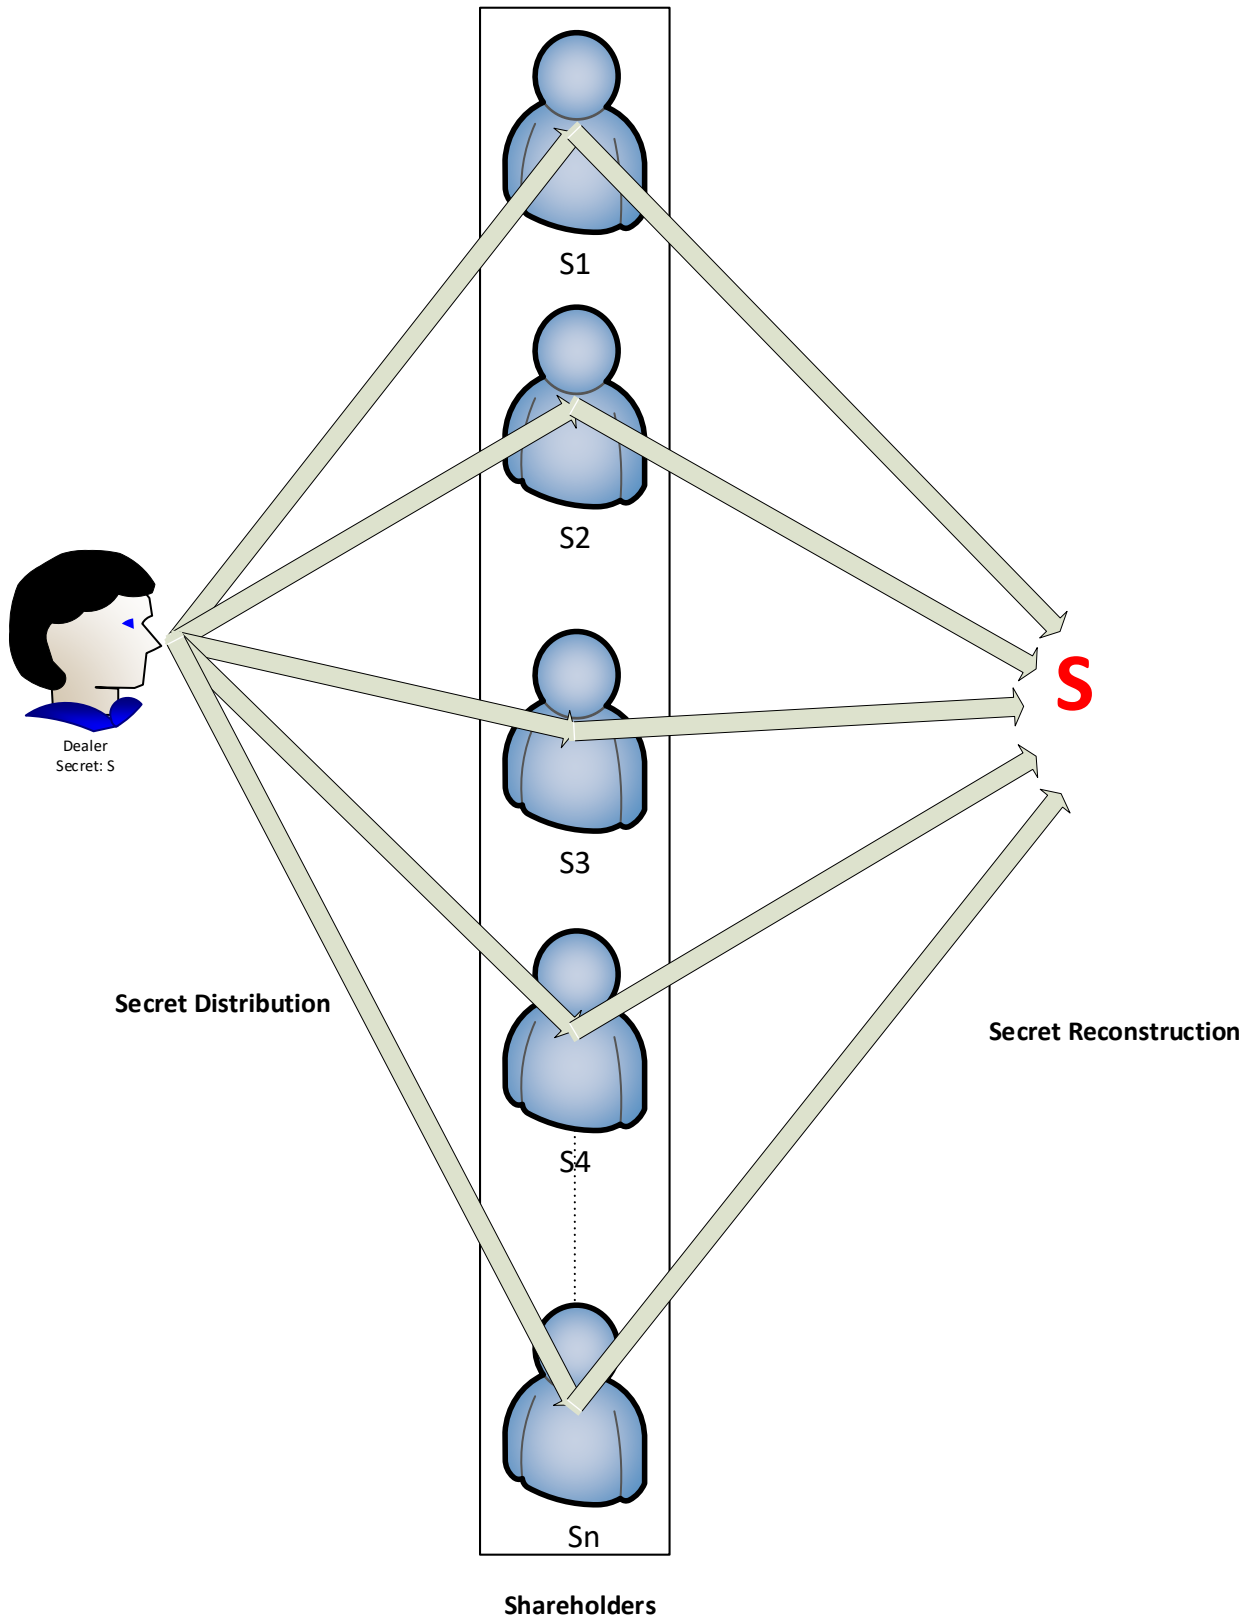 S1
S2
S
Dealer
Secret: S
S3
Secret Distribution
Secret Reconstruction
S4
Sn
Shareholders